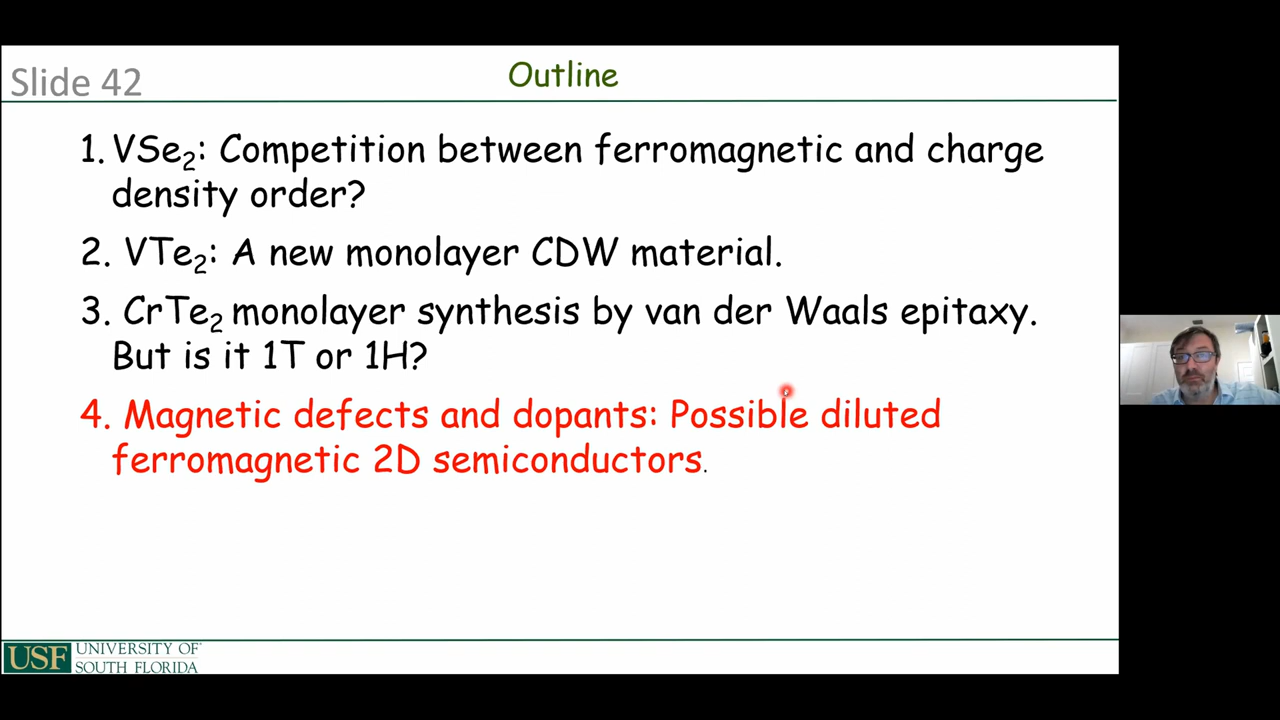 Slide 42
Outline
1. VSe₂: Competition between ferromagnetic and charge
density order?
2. VTe₂: A new monolayer CDW material.
3. CrTe₂ monolayer synthesis by van der Waals epitaxy.
But is it 1T or 1H?
4. Magnetic defects and dopants: Possible diluted
ferromagnetic 2D semiconductors.
USF UNIVERSITY OF
SOUTH FLORIDA